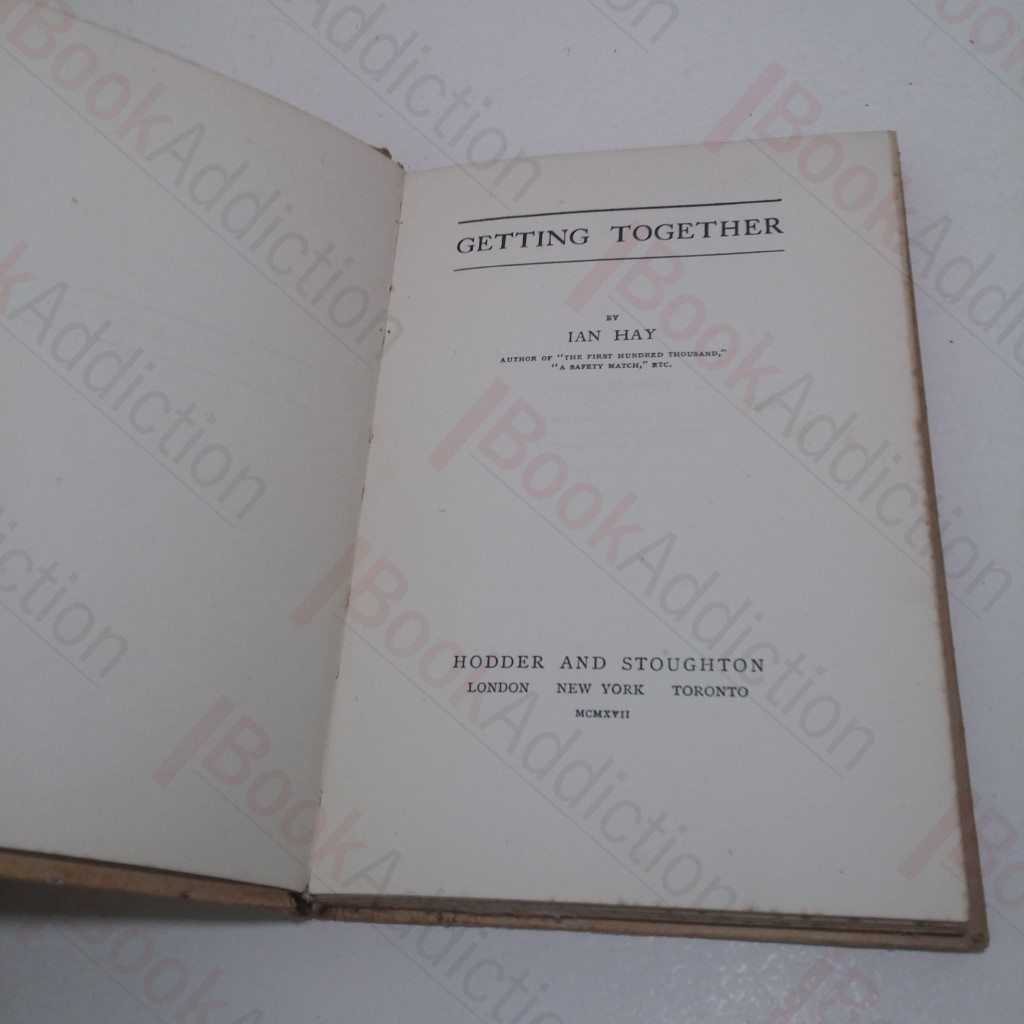 GETTING TOGETHER
BY
IAN HAY
AUTHOR OF "THE FIRST HUNDRED THOUSAND,"
"A SAFETY MATCH," ETC.
HODDER AND STOUGHTON
LONDON NEW YORK TORONTO
MCMXVII
BookAddiction